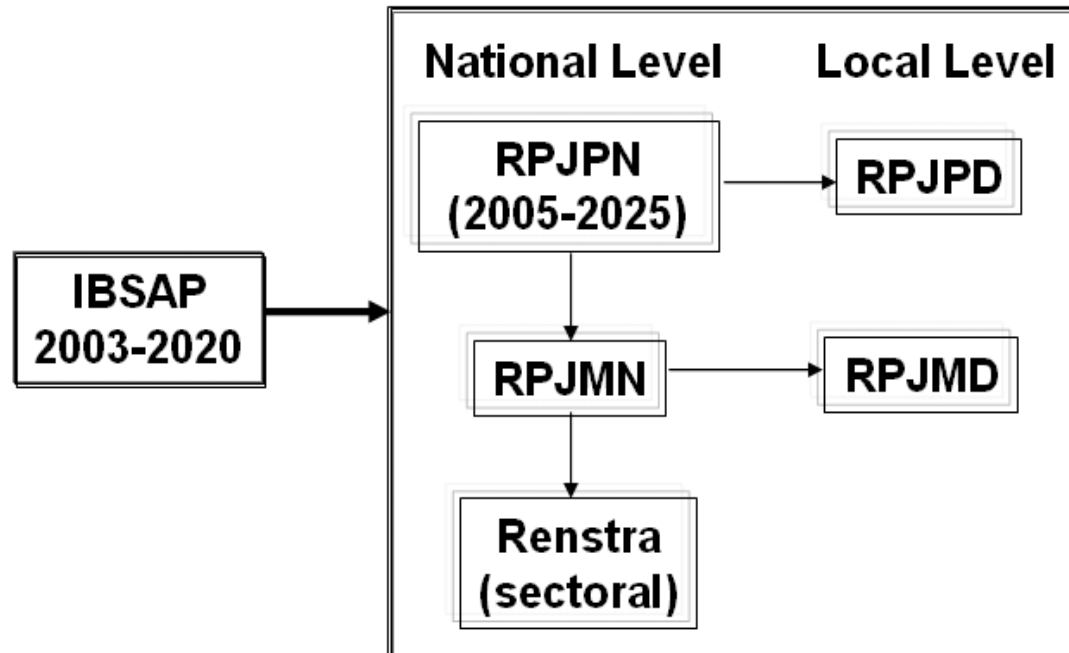 National Level
Local Level
RPJPN
(2005-2025)
RPJPD
IBSAP
2003-2020
RPJMN
RPJMD
Renstra
(sectoral)